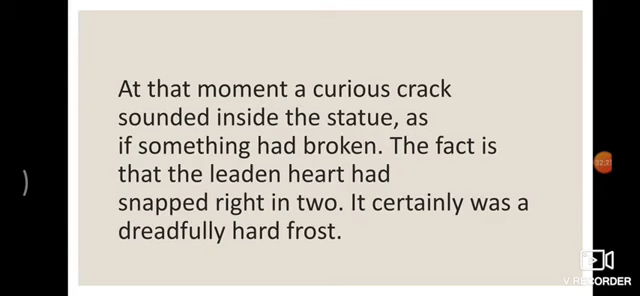 At that moment a curious crack
sounded inside the statue, as
if something had broken. The fact is
that the leaden heart had
snapped right in two. It certainly was a
dreadfully hard frost.
V RECORDER